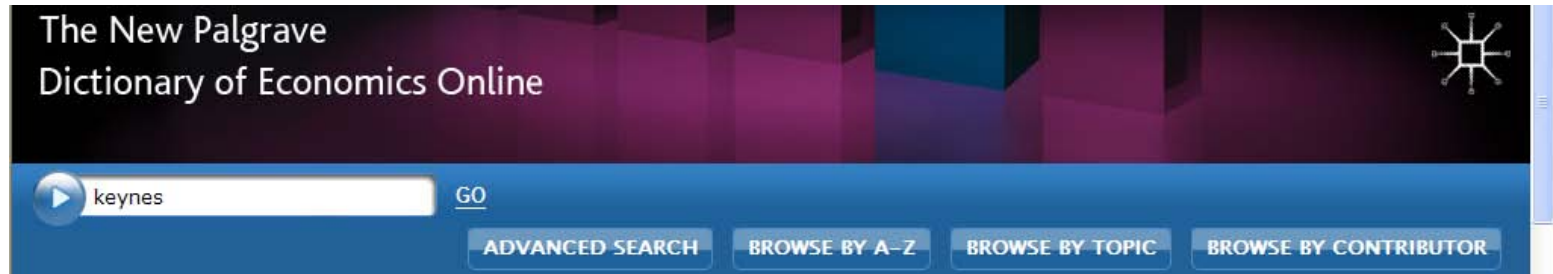 The New Palgrave
Dictionary of Economics Online
keynes GO
ADVANCED SEARCH BROWSE BY A–Z BROWSE BY TOPIC BROWSE BY CONTRIBUTOR